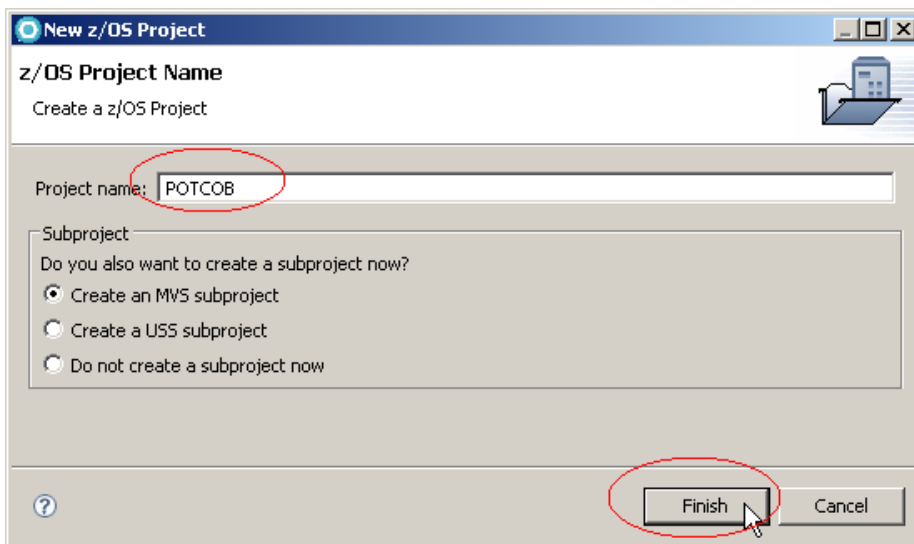 New z/OS Project
z/OS Project Name
Create a z/OS Project
Project name: POTCOB
Subproject
Do you also want to create a subproject now?
Create an MVS subproject
Create a USS subproject
Do not create a subproject now
? Finish Cancel